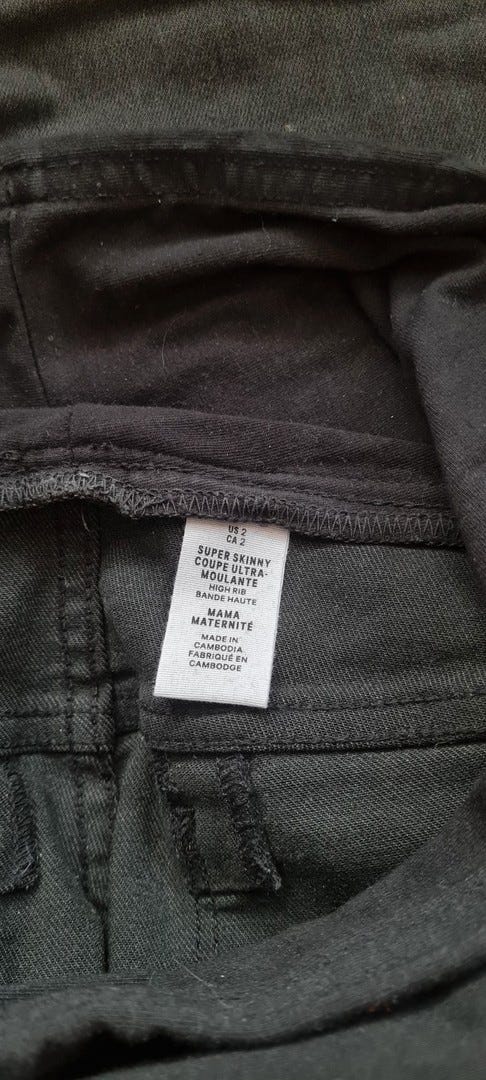 US 2
CA 2
SUPER SKINNY
COUPE ULTRA-
MOULANTE
HIGH RIB
BANDE HAUTE
MAMA
MATERNITÉ
MADE IN
CAMBODIA
FABRIQUÉ EN
CAMBODGE